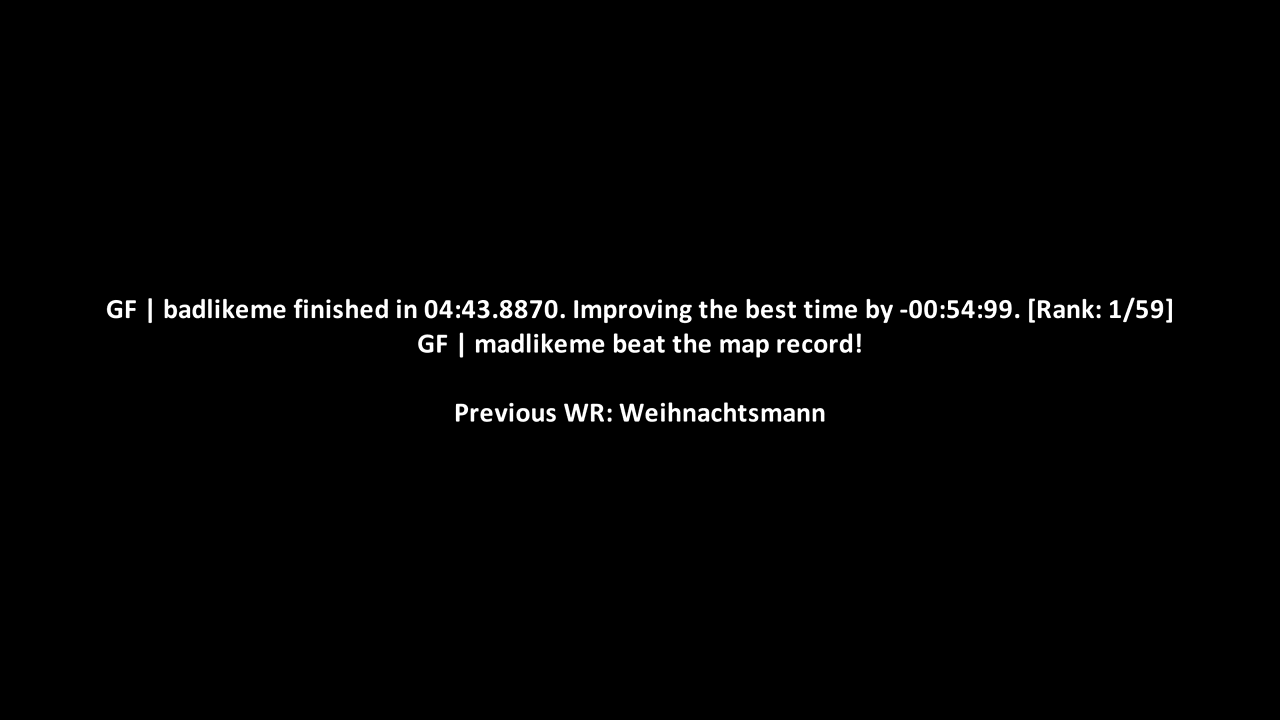 GF | badlikeme finished in 04:43.8870. Improving the best time by -00:54:99. [Rank: 1/59]
GF | madlikeme beat the map record!
Previous WR: Weihnachtsmann